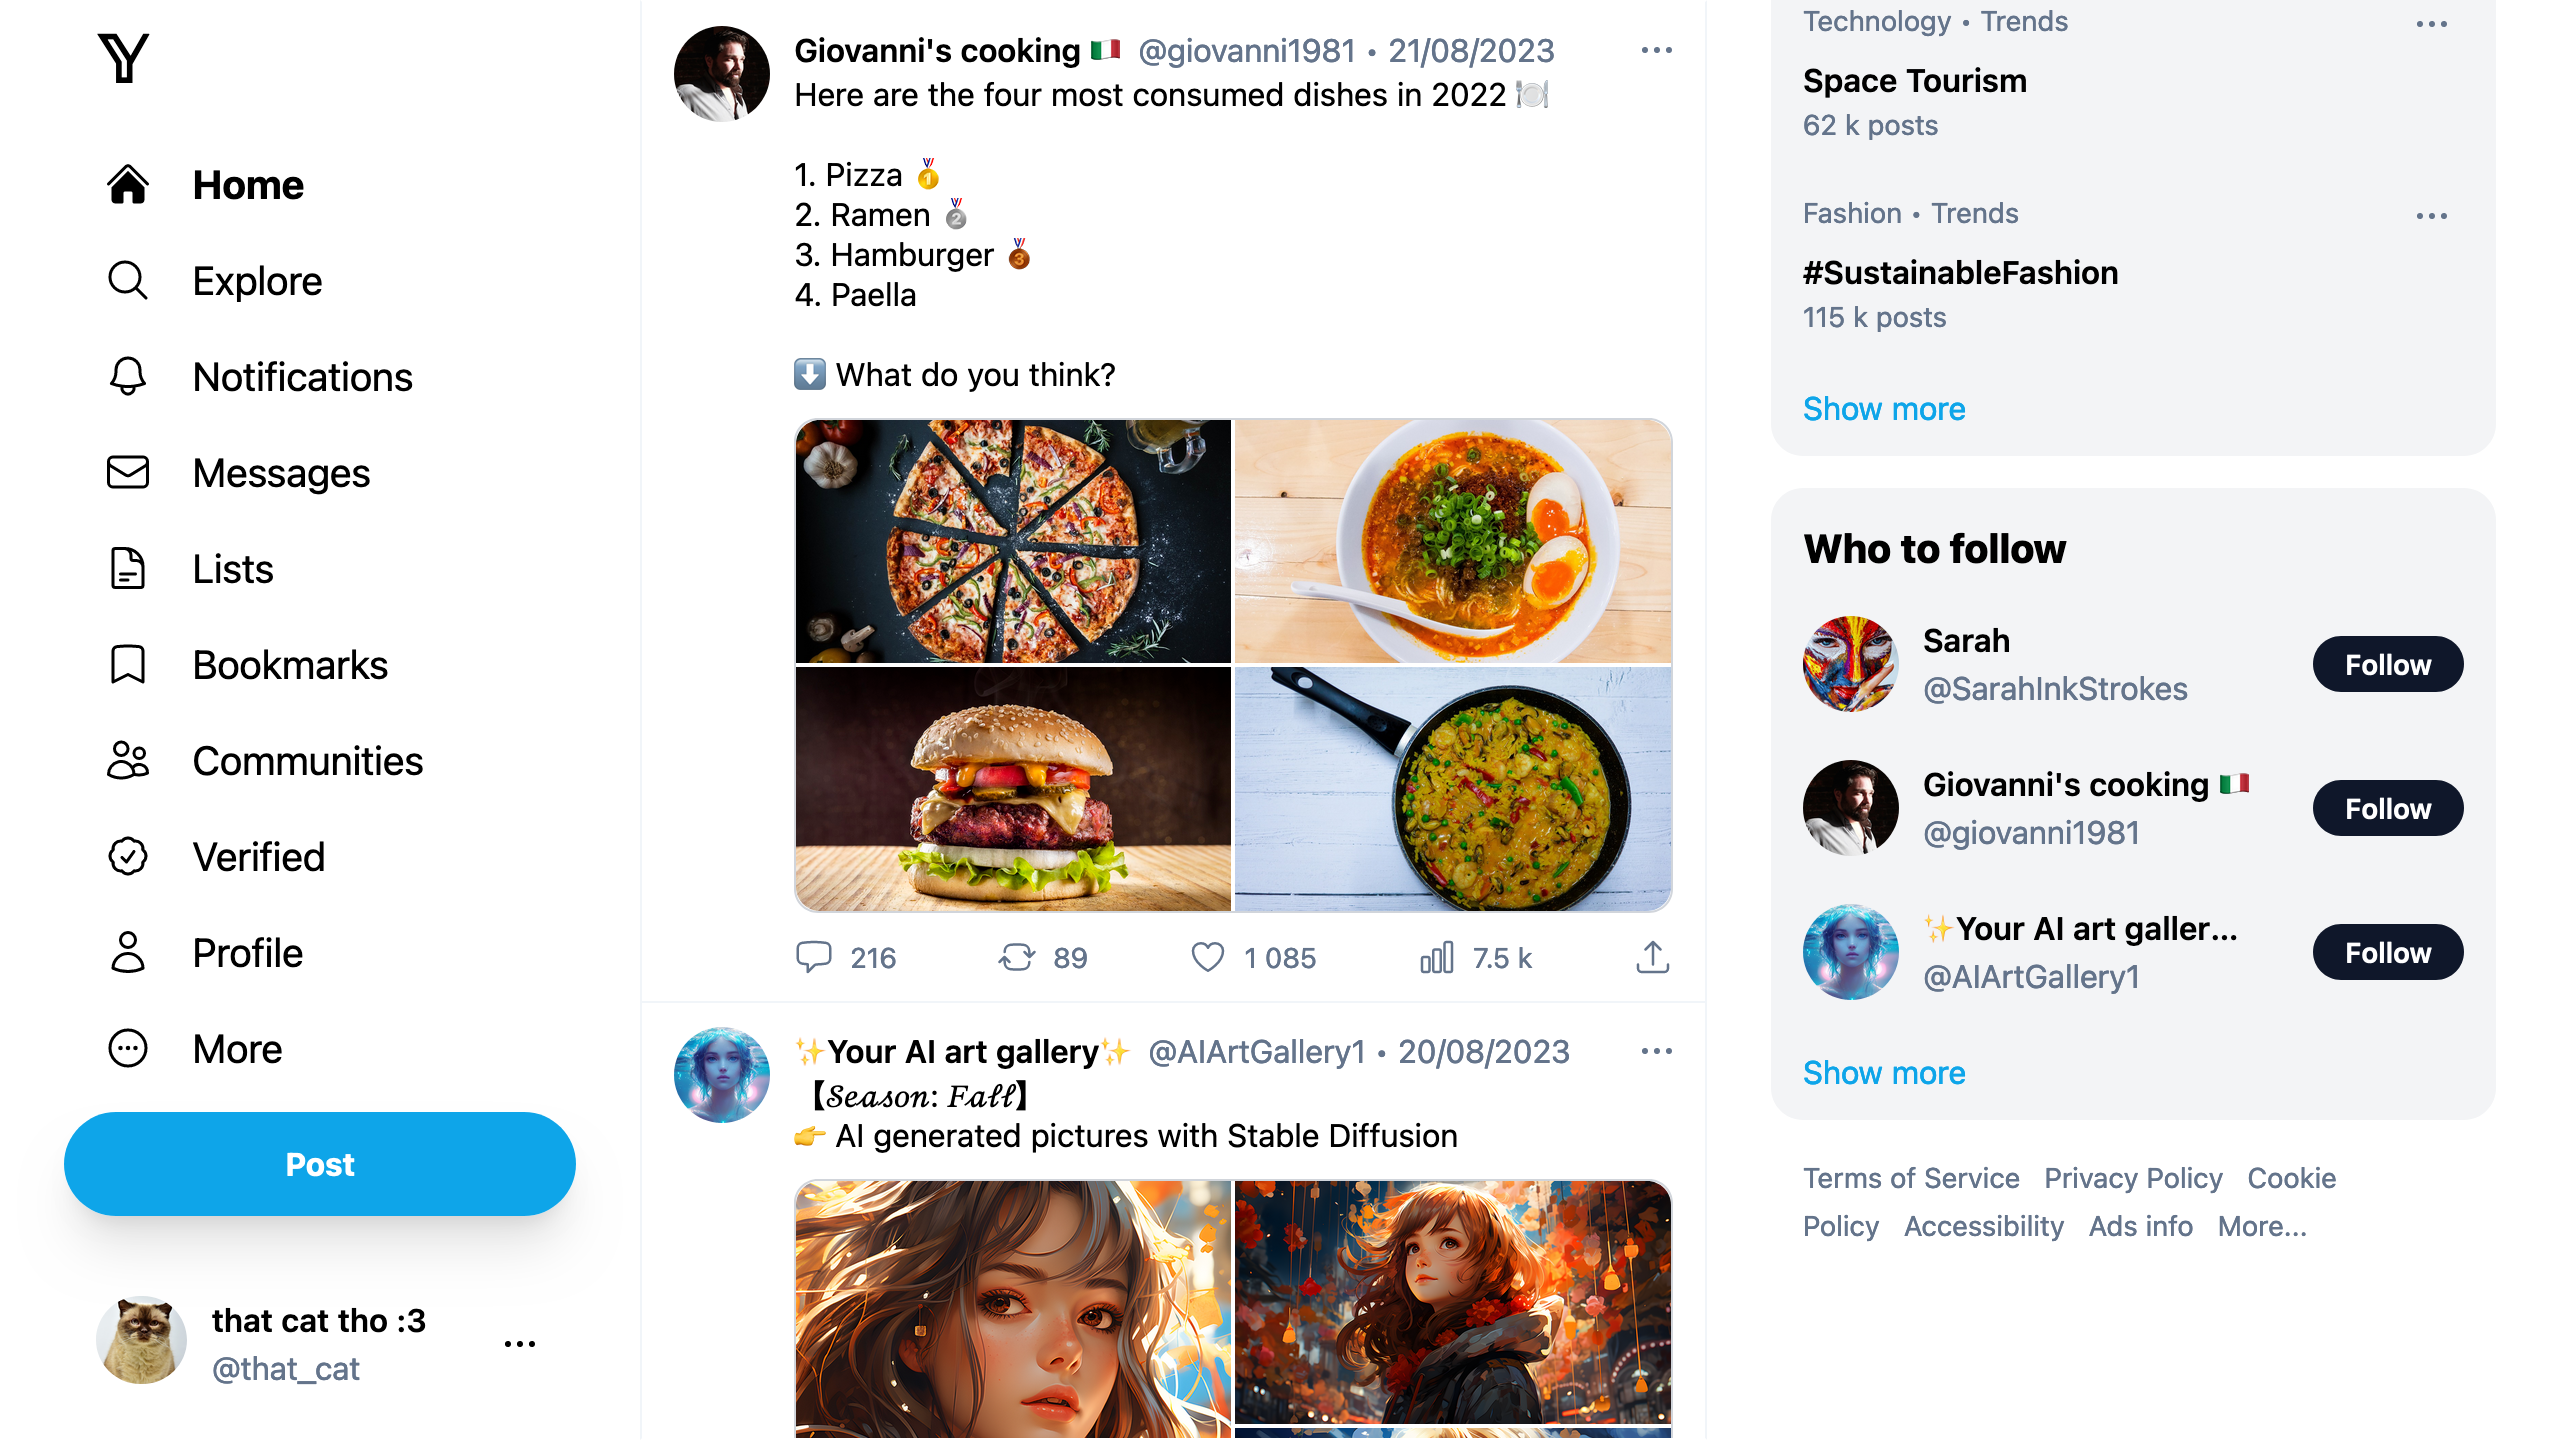 Y
Home
Explore
Notifications
Messages
Lists
Bookmarks
Communities
Verified
Profile
More
Post
that cat tho :3
@that_cat
Giovanni's cooking 🇮🇹 @giovanni1981 • 21/08/2023
Here are the four most consumed dishes in 2022 🍽️
1. Pizza 🥇
2. Ramen 🥈
3. Hamburger 🥉
4. Paella
⬇️ What do you think?
216 89 1 085 7.5 k
✨Your AI art gallery✨ @AIArtGallery1 • 20/08/2023
【𝓢𝓮𝓪𝓼𝓸𝓷: 𝓕𝓪𝓵𝓵】
👉 AI generated pictures with Stable Diffusion
Technology • Trends
Space Tourism
62 k posts
Fashion • Trends
#SustainableFashion
115 k posts
Show more
Who to follow
Sarah
@SarahInkStrokes
Follow
Giovanni's cooking 🇮🇹
@giovanni1981
Follow
✨Your AI art galler...
@AIArtGallery1
Follow
Show more
Terms of Service Privacy Policy Cookie
Policy Accessibility Ads info More...